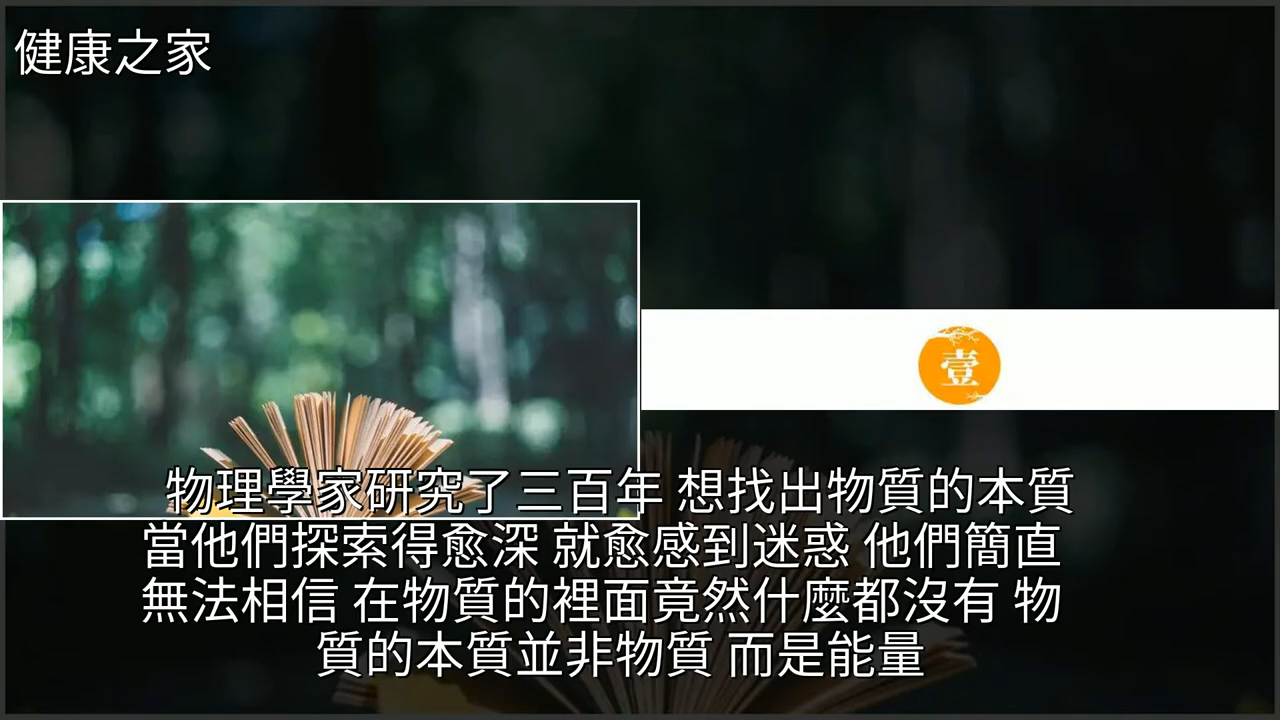 健康之家
壹
物理學家研究了三百年 想找出物質的本質
當他們探索得愈深 就愈感到迷惑 他們簡直
無法相信 在物質的裡面竟然什麼都沒有 物
質的本質並非物質 而是能量